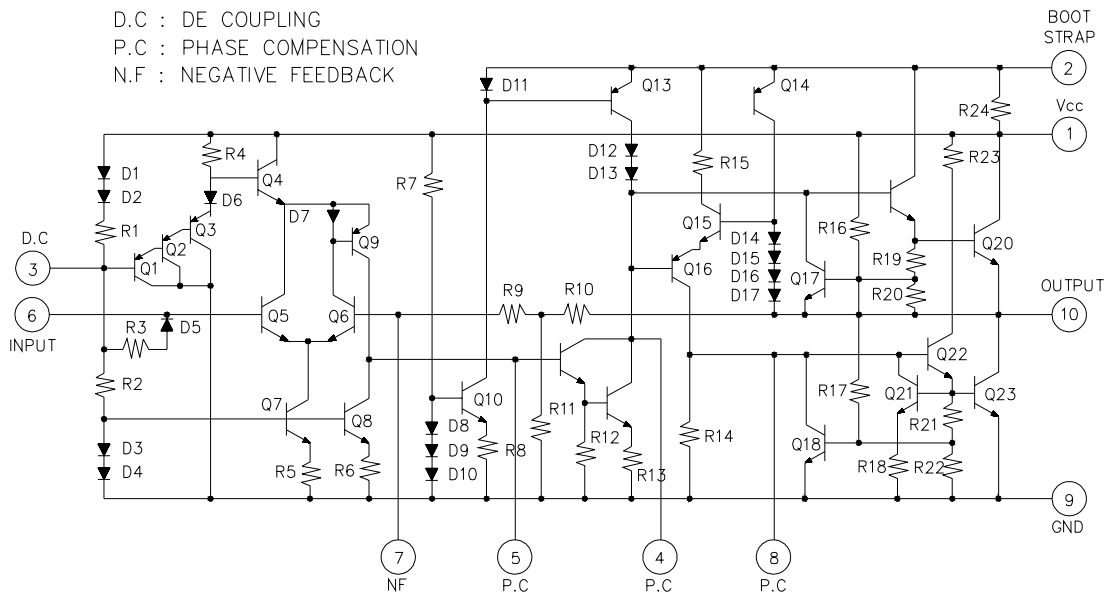 D.C : DE COUPLING
P.C : PHASE COMPENSATION
N.F : NEGATIVE FEEDBACK
BOOT
STRAP
2
D11
Q13
Q14
R24
Vcc
1
R4
D1
D2
D6
Q4
R7
D12
D13
R15
R23
R1
Q3
Q2
Q1
D7
Q9
Q15
D14
D15
D16
D17
R16
Q17
R19
R20
Q20
D.C
3
Q16
6
INPUT
R3
D5
Q5
Q6
R9
R10
OUTPUT
10
R2
Q7
Q8
Q10
R11
R12
R17
Q22
Q21
R21
Q23
D3
D4
R5
R6
D8
D9
D10
R8
R13
R14
Q18
R18
R22
9
GND
7
NF
5
P.C
4
P.C
8
P.C